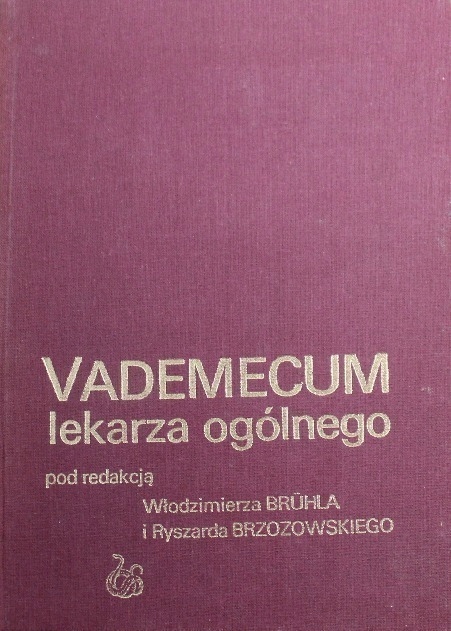 VADEMECUM
lekarza ogólnego
pod redakcją
Włodzimierza BRÜHLA
i Ryszarda BRZOZOWSKIEGO